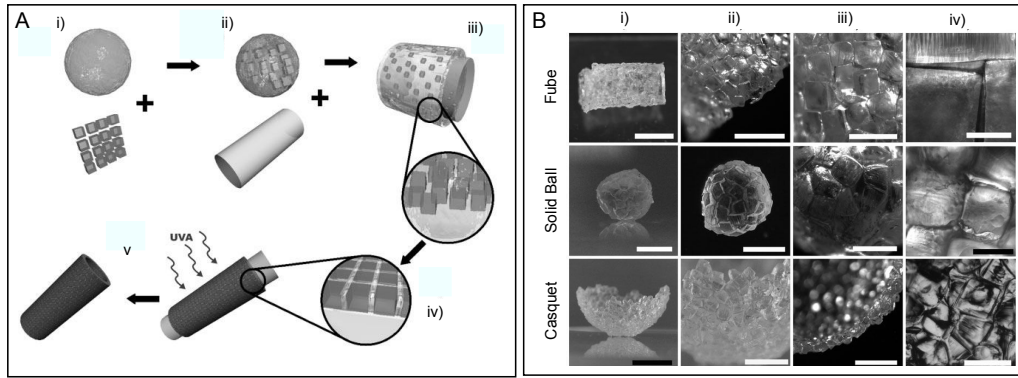 A
i)
ii)
iii)
UVA
v
iv)
B
i)
ii)
iii)
iv)
Fube
Solid Ball
Casquet